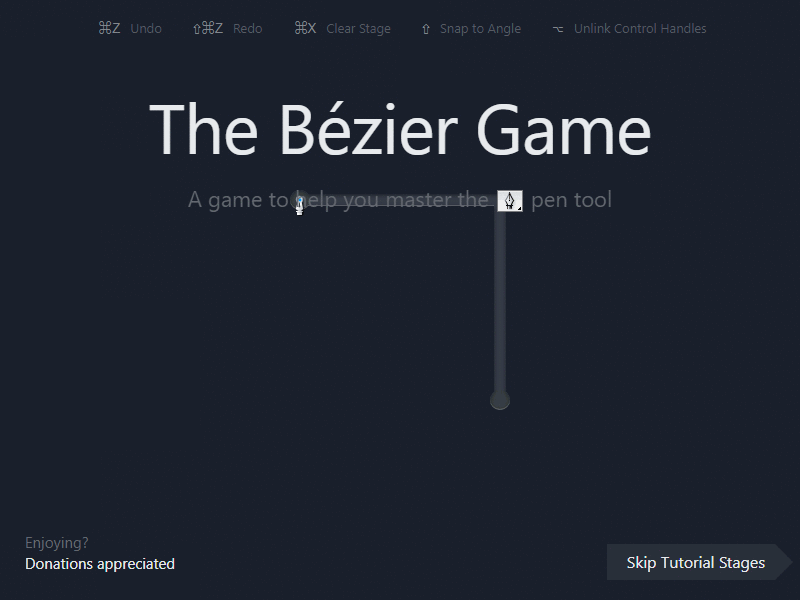 ⌘Z Undo ⇧⌘Z Redo ⌘X Clear Stage ⇧ Snap to Angle ⌥ Unlink Control Handles
The Bézier Game
A game to help you master the pen tool
Enjoying?
Donations appreciated
Skip Tutorial Stages